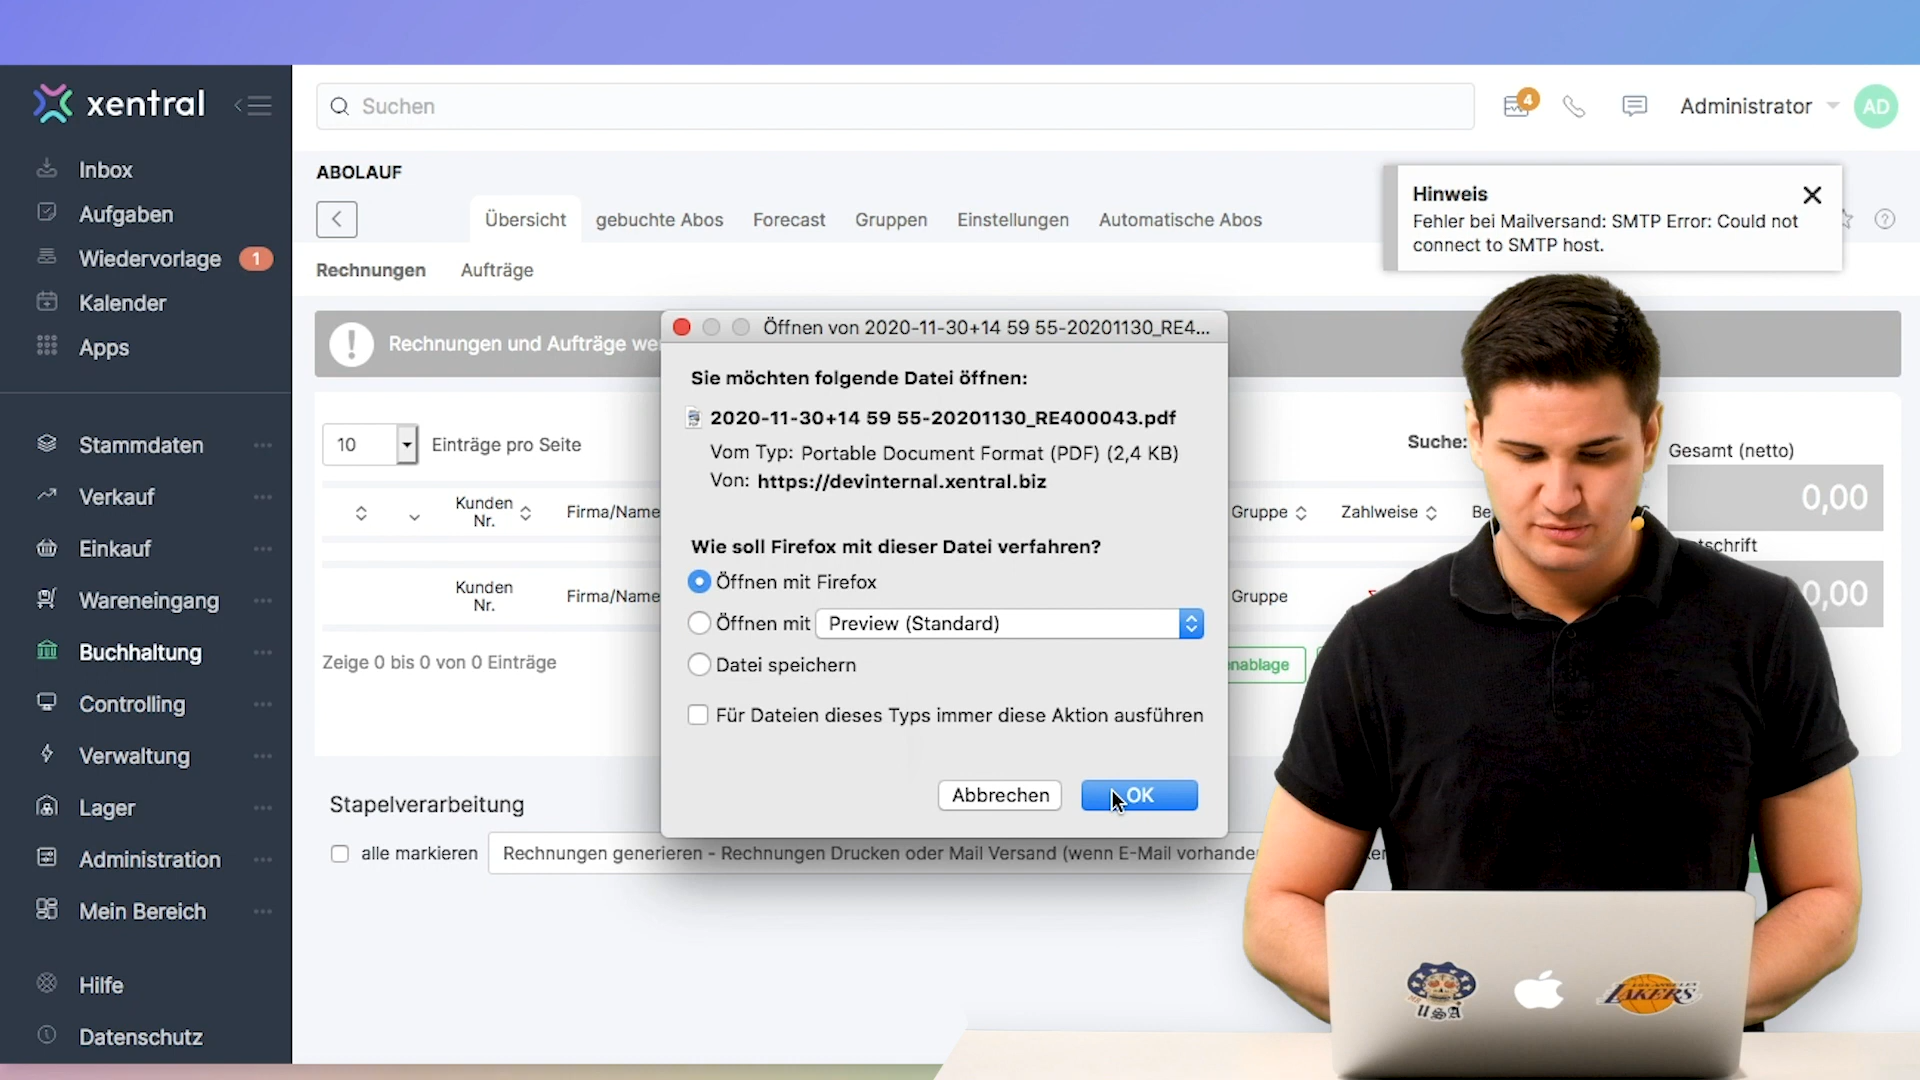 xentral
Suchen
4
Administrator
AD
Inbox
Aufgaben
Wiedervorlage 1
Kalender
Apps
Stammdaten
Verkauf
Einkauf
Wareneingang
Buchhaltung
Controlling
Verwaltung
Lager
Administration
Mein Bereich
Hilfe
Datenschutz
ABOLAUF
Übersicht gebuchte Abos Forecast Gruppen Einstellungen Automatische Abos
Hinweis
Fehler bei Mailversand: SMTP Error: Could not
connect to SMTP host.
Rechnungen Aufträge
Rechnungen und Aufträge we
10 Einträge pro Seite
Suche:
Kunden
Nr.
Firma/Name
Gruppe Zahlweise Be
Kunden
Nr.
Firma/Name
Gruppe
Zeige 0 bis 0 von 0 Einträge
nablage
Gesamt (netto)
0,00
tschrift
0,00
Öffnen von 2020-11-30+14 59 55-20201130_RE4...
Sie möchten folgende Datei öffnen:
2020-11-30+14 59 55-20201130_RE400043.pdf
Vom Typ: Portable Document Format (PDF) (2,4 KB)
Von: https://devinternal.xentral.biz
Wie soll Firefox mit dieser Datei verfahren?
Öffnen mit Firefox
Öffnen mit Preview (Standard)
Datei speichern
Für Dateien dieses Typs immer diese Aktion ausführen
Abbrechen OK
Stapelverarbeitung
alle markieren Rechnungen generieren - Rechnungen Drucken oder Mail Versand (wenn E-Mail vorhande
USA
LOS ANGELES
LAKERS